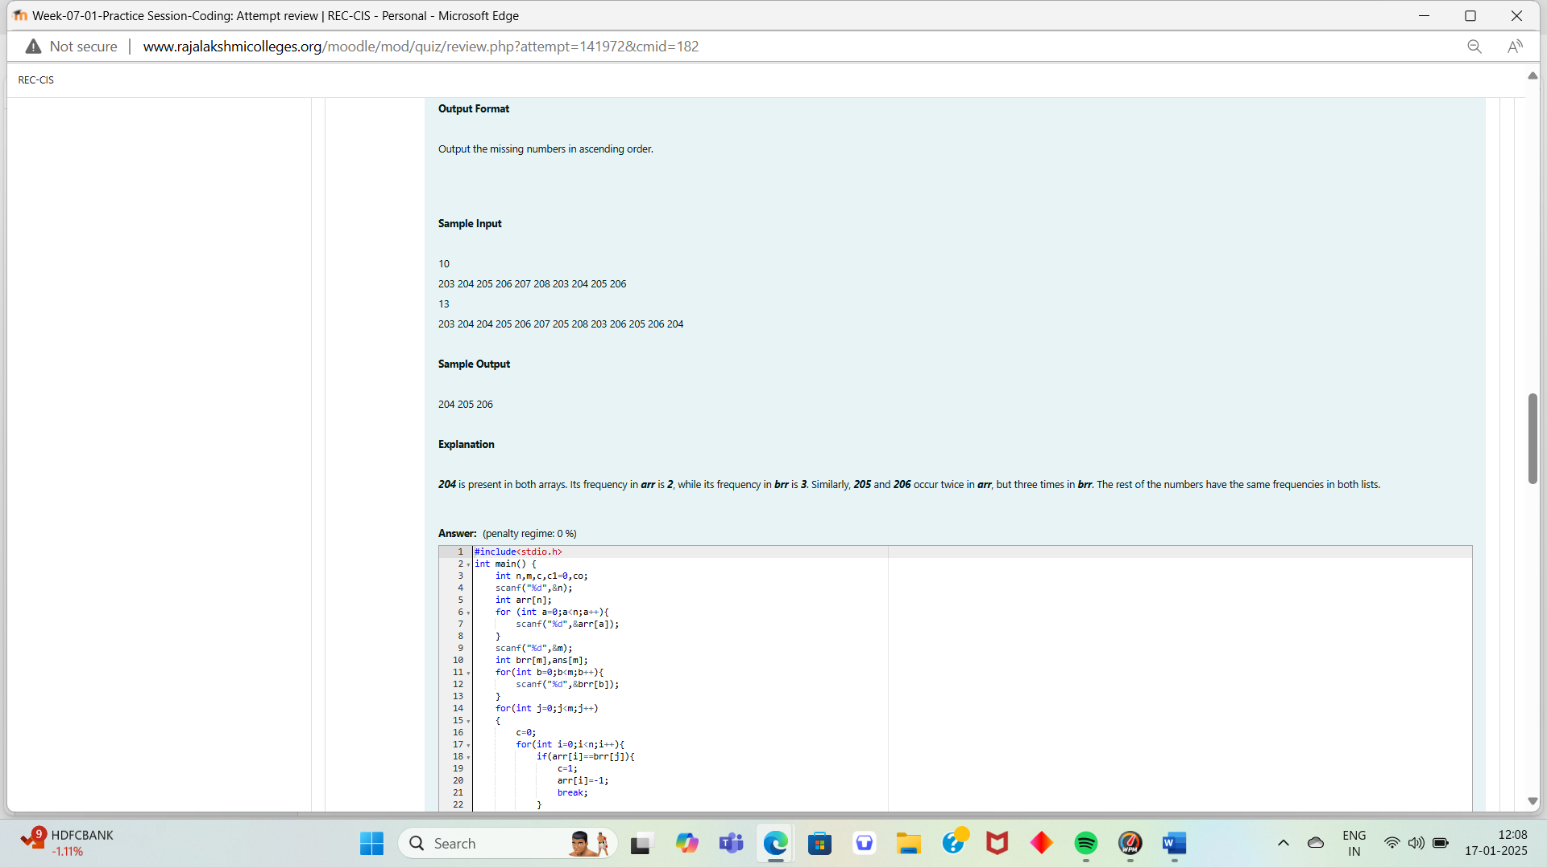 Week-07-01-Practice Session-Coding: Attempt review | REC-CIS - Personal - Microsoft Edge
Not secure | www.rajalakshmicolleges.org/moodle/mod/quiz/review.php?attempt=141972&cmid=182
REC-CIS
Output Format
Output the missing numbers in ascending order.
Sample Input
10
203 204 205 206 207 208 203 204 205 206
13
203 204 204 205 206 207 205 208 203 206 205 206 204
Sample Output
204 205 206
Explanation
204 is present in both arrays. Its frequency in arr is 2, while its frequency in brr is 3. Similarly, 205 and 206 occur twice in arr, but three times in brr. The rest of the numbers have the same frequencies in both lists.
Answer: (penalty regime: 0 %)
1 #include<stdio.h>
2 int main() {
3 int n,m,c,c1=0,co;
4 scanf("%d",&n);
5 int arr[n];
6 for (int a=0;a<n;a++){
7 scanf("%d",&arr[a]);
8 }
9 scanf("%d",&m);
10 int brr[m],ans[m];
11 for(int b=0;b<m;b++){
12 scanf("%d",&brr[b]);
13 }
14 for(int j=0;j<m;j++)
15 {
16 c=0;
17 for(int i=0;i<n;i++){
18 if(arr[i]==brr[j]){
19 c=1;
20 arr[i]=-1;
21 break;
22 }
9 HDFCBANK
-1.11%
Search
ENG
IN
12:08
17-01-2025